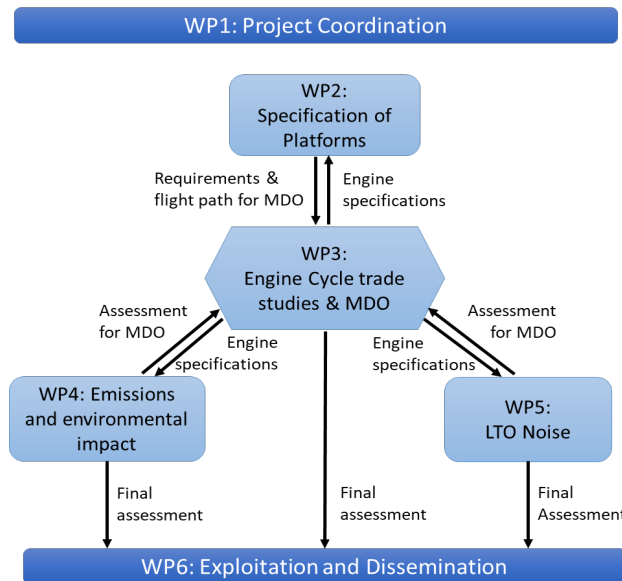 WP1: Project Coordination
WP2:
Specification of
Platforms
Requirements &
flight path for MDO
Engine
specifications
WP3:
Engine Cycle trade
studies & MDO
Assessment
for MDO
Engine
specifications
Engine
specifications
Assessment
for MDO
WP4: Emissions
and environmental
impact
WP5:
LTO Noise
Final
assessment
Final
assessment
Final
Assessment
WP6: Exploitation and Dissemination